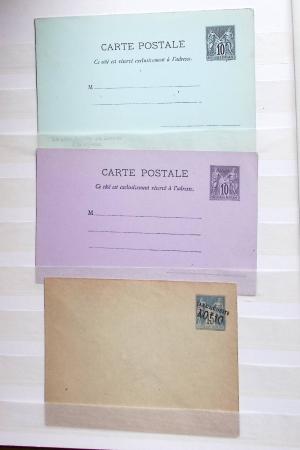 CARTE POSTALE
Ce côté est réservé exclusivement à l'adresse.
10
M
CARTE POSTALE
Ce côté est exclusivement réservé à l'adresse.
10
M